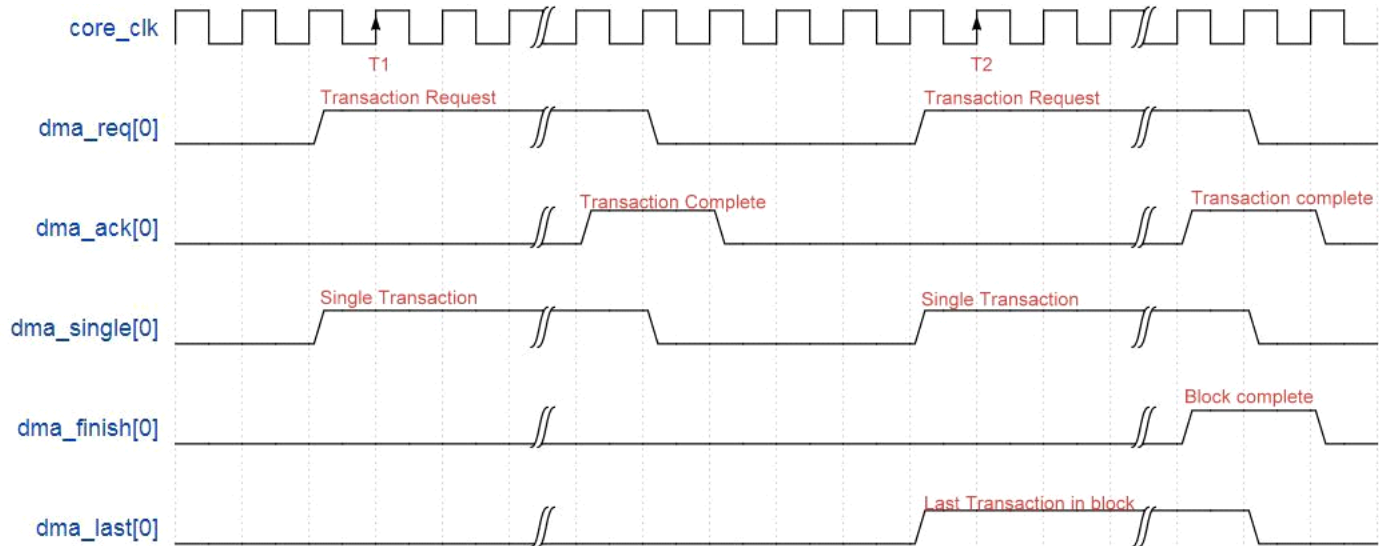 core_clk
T1
T2
dma_req[0]
Transaction Request
Transaction Request
dma_ack[0]
Transaction Complete
Transaction complete
dma_single[0]
Single Transaction
Single Transaction
dma_finish[0]
Block complete
dma_last[0]
Last Transaction in block